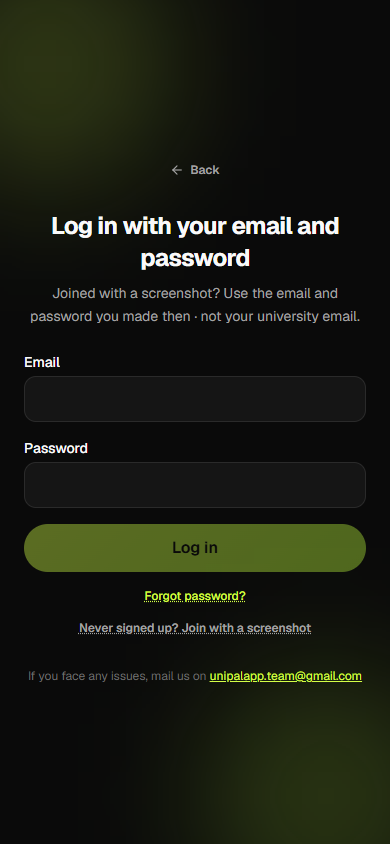 ← Back
Log in with your email and
password
Joined with a screenshot? Use the email and
password you made then · not your university email.
Email
Password
Log in
Forgot password?
Never signed up? Join with a screenshot
If you face any issues, mail us on unipalapp.team@gmail.com